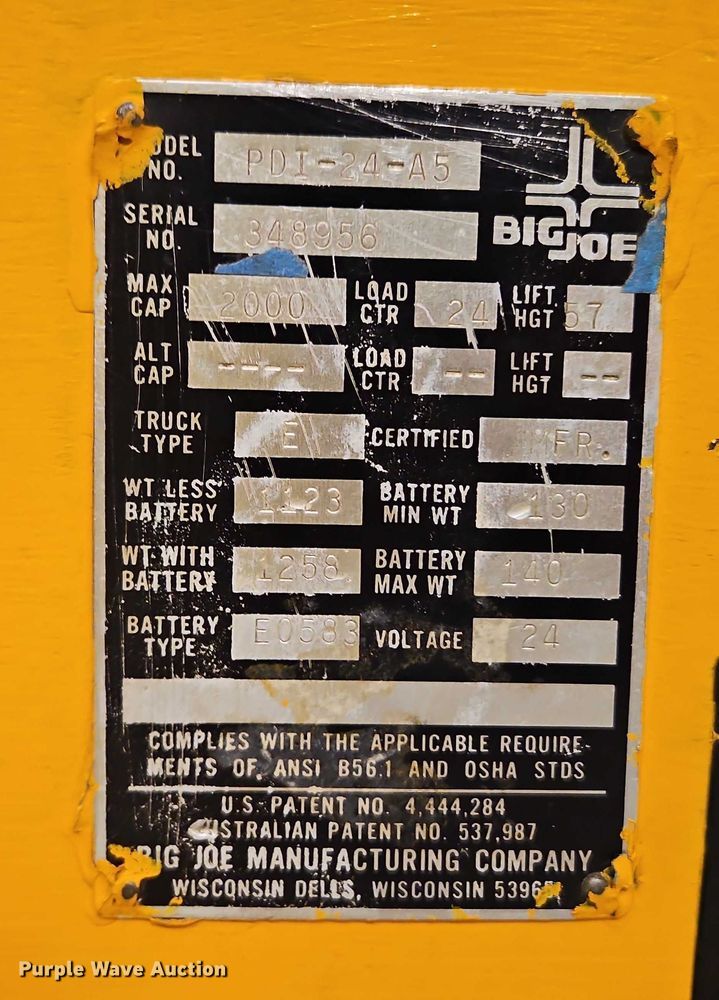 ODEL NO. PDI-24-A5
BIG JOE
SERIAL NO. 348956
MAX CAP 2000 LOAD CTR 24 LIFT HGT 57
ALT CAP ---- LOAD CTR -- LIFT HGT --
TRUCK TYPE E CERTIFIED MFR.
WT LESS BATTERY 1123 BATTERY MIN WT 130
WT WITH BATTERY 1258 BATTERY MAX WT 140
BATTERY TYPE E0583 VOLTAGE 24
COMPLIES WITH THE APPLICABLE REQUIRE-
MENTS OF ANSI B56.1 AND OSHA STDS
U.S. PATENT NO. 4,444,284
USTRALIAN PATENT NO. 537,987
BIG JOE MANUFACTURING COMPANY
WISCONSIN DELLS, WISCONSIN 53965
Purple Wave Auction